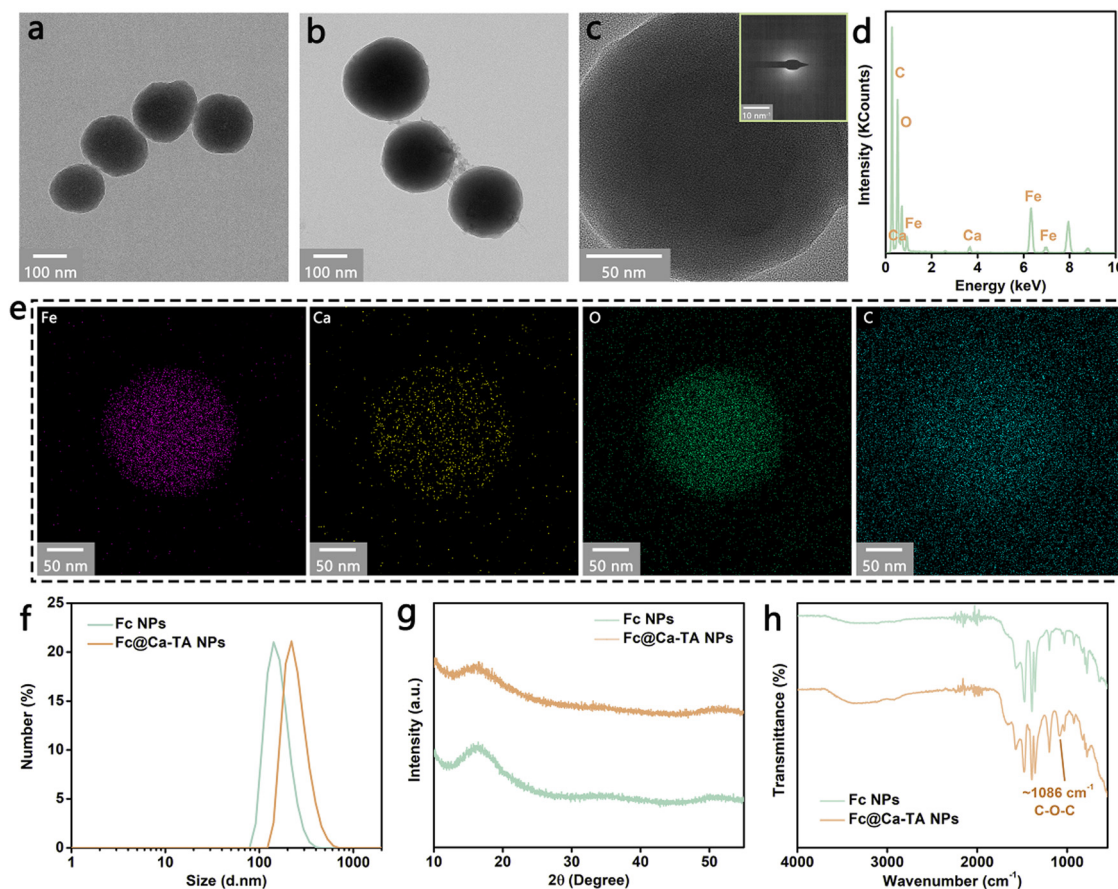 a
100 nm
b
100 nm
c
10 nm⁻¹
50 nm
d
Intensity (KCounts)
C
O
Ca
Fe
Ca
Fe
Fe
0 2 4 6 8 10
Energy (keV)
e
Fe
50 nm
Ca
50 nm
O
50 nm
C
50 nm
f
Fc NPs
Fc@Ca-TA NPs
Number (%)
25
20
15
10
5
0
1 10 100 1000
Size (d.nm)
g
Fc NPs
Fc@Ca-TA NPs
Intensity (a.u.)
10 20 30 40 50
2θ (Degree)
h
Transmittance (%)
~1086 cm⁻¹
C-O-C
Fc NPs
Fc@Ca-TA NPs
4000 3000 2000 1000
Wavenumber (cm⁻¹)